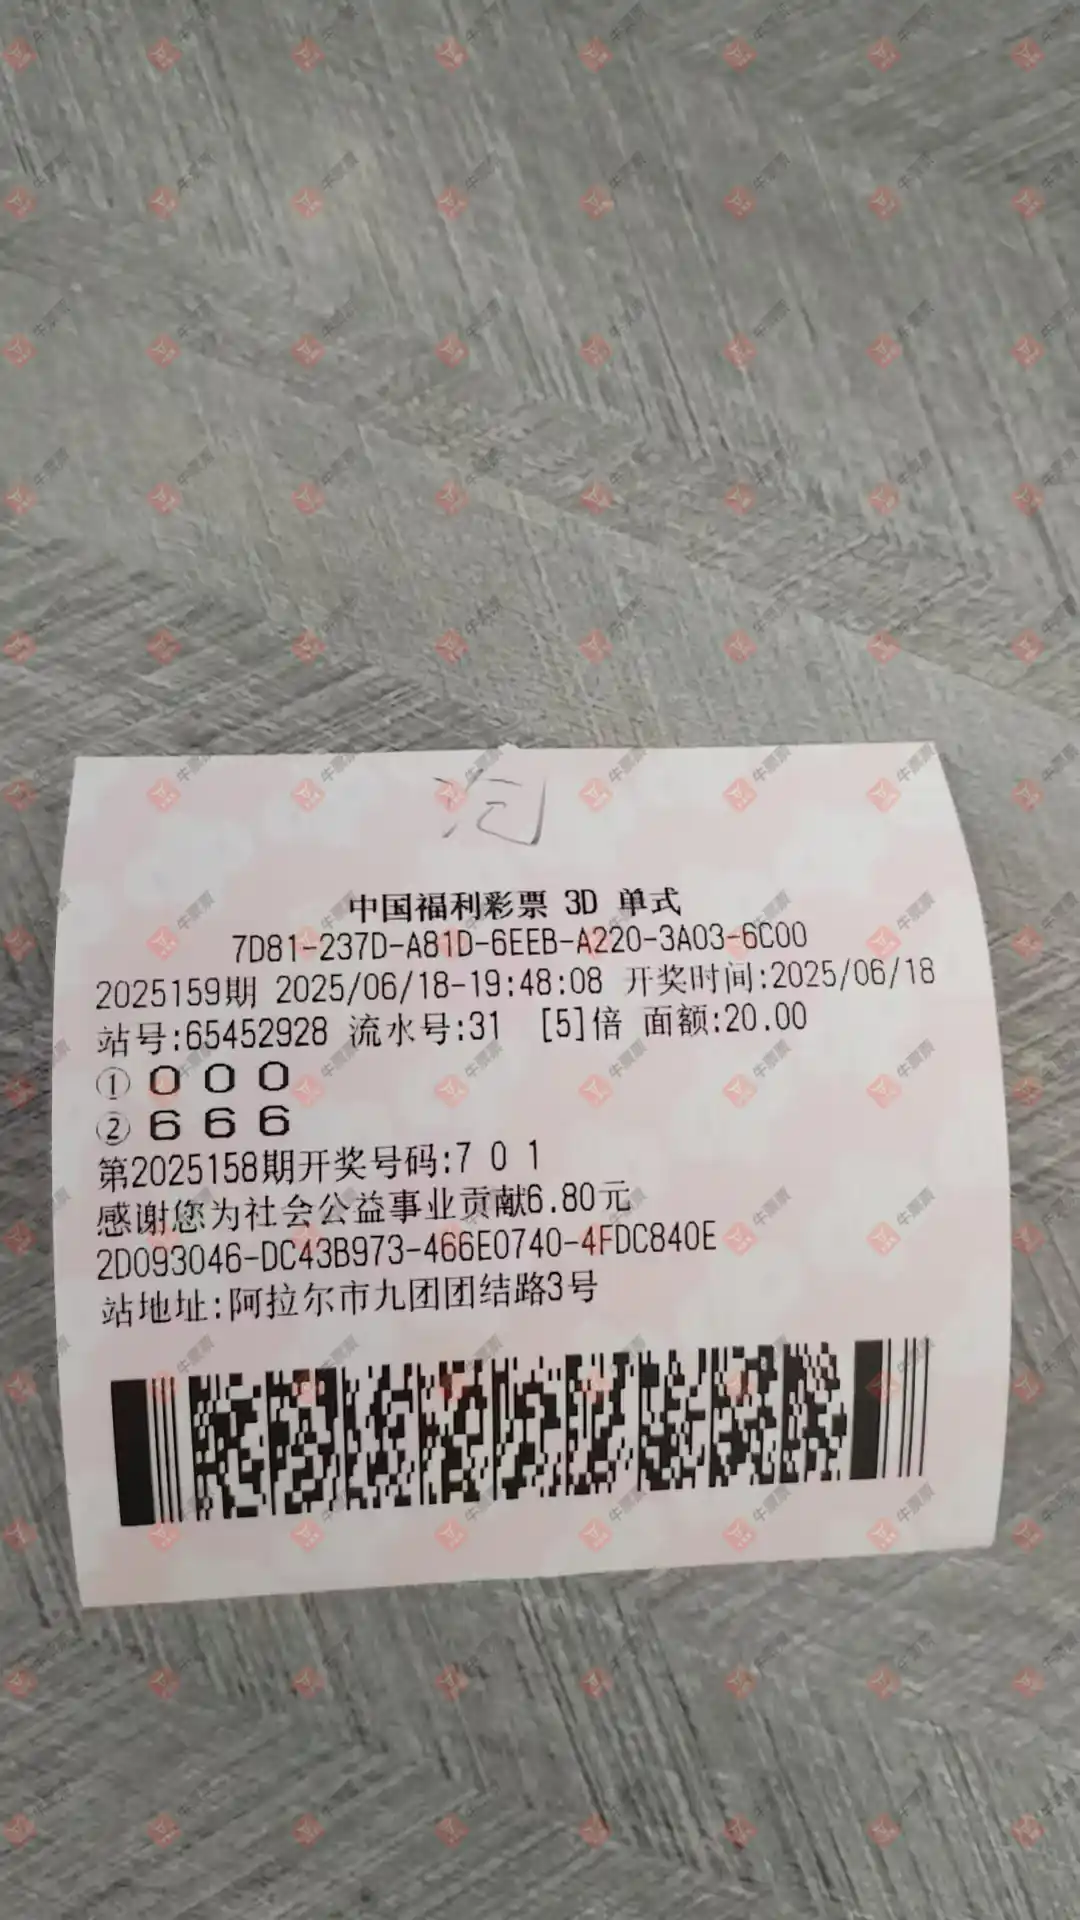 中国福利彩票 3D 单式
7D81-237D-A81D-6EEB-A220-3A03-6C00
2025159期 2025/06/18-19:48:08 开奖时间:2025/06/18
站号:65452928 流水号:31 [5]倍 面额:20.00
① 0 0 0
② 6 6 6
第2025158期开奖号码:7 0 1
感谢您为社会公益事业贡献6.80元
2D093046-DC43B973-466E0740-4FDC840E
站地址:阿拉尔市九团团结路3号
牛票票